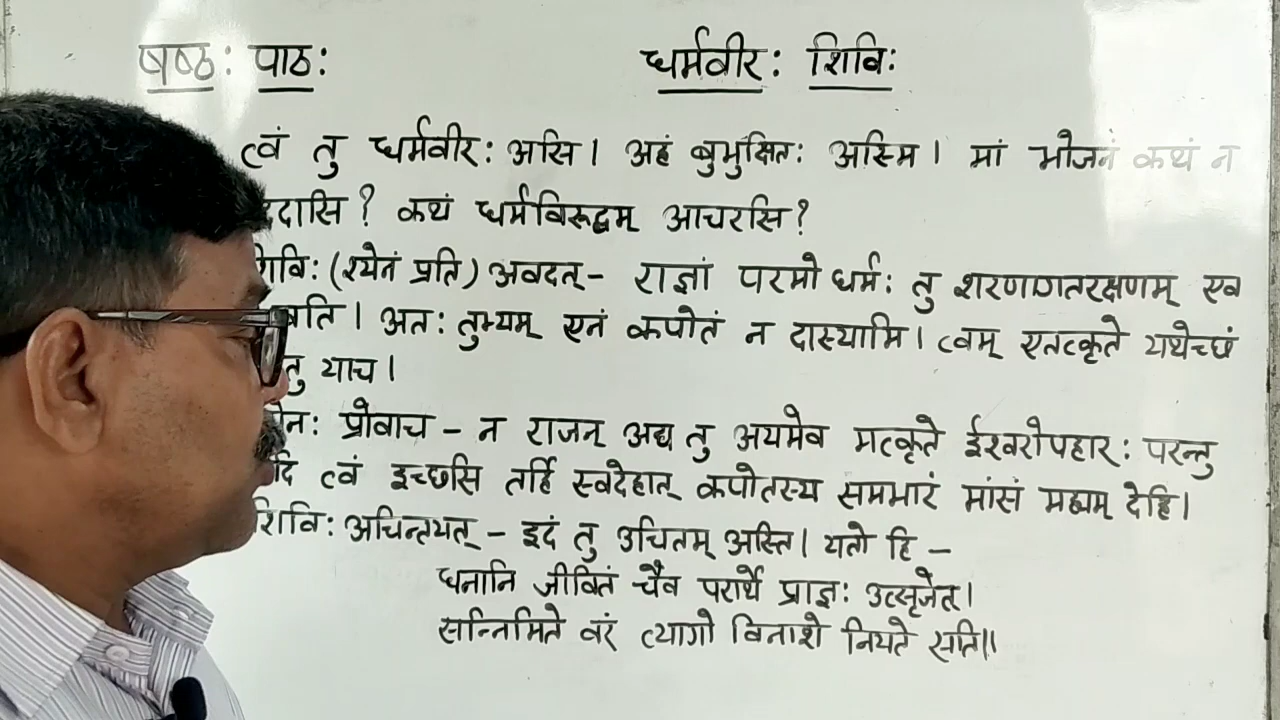 षष्ठः पाठः धर्मवीरः शिविः
त्वं तु धर्मवीरः असि। अहं बुभुक्षितः अस्मि। मां भोजनं कथं न
ददासि? कथं धर्मविरूद्धम् आचरसि?
शिविः (श्येनं प्रति) अवदत् - राज्ञां परमो धर्मः तु शरणागतरक्षणम् एव
अतः तुभ्यम् एनं कपोतं न दास्यामि। त्वम् एतत्कृते यथेच्छं
तु याच।
प्रोवाच - न राजन् अद्य तु अयमेव मत्कृते ईश्वरोपहारः परन्तु
त्वं इच्छसि तर्हि स्वदेहात् कपोतस्य समभारं मांसं मह्यम् देहि।
शिविः अचिन्तयत् - इदं तु उचितम् अस्ति। यतो हि -
धनानि जीवितं चैव परार्थे प्राज्ञः उत्सृजेत्।
सन्निमिते वरं त्यागो विनाशे नियते सति॥